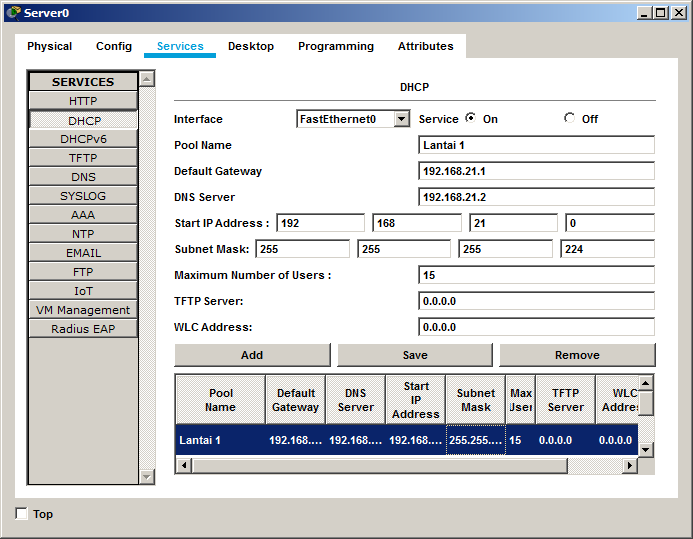 Server0
Physical Config Services Desktop Programming Attributes
SERVICES
HTTP
DHCP
DHCPv6
TFTP
DNS
SYSLOG
AAA
NTP
EMAIL
FTP
IoT
VM Management
Radius EAP
DHCP
Interface FastEthernet0 Service On Off
Pool Name Lantai 1
Default Gateway 192.168.21.1
DNS Server 192.168.21.2
Start IP Address : 192 168 21 0
Subnet Mask: 255 255 255 224
Maximum Number of Users : 15
TFTP Server: 0.0.0.0
WLC Address: 0.0.0.0
Add Save Remove
Pool Name Default Gateway DNS Server Start IP Address Subnet Mask Max User TFTP Server WLC Addres
Lantai 1 192.168.... 192.168.... 192.168.... 255.255.... 15 0.0.0.0 0.0.0.0
Top